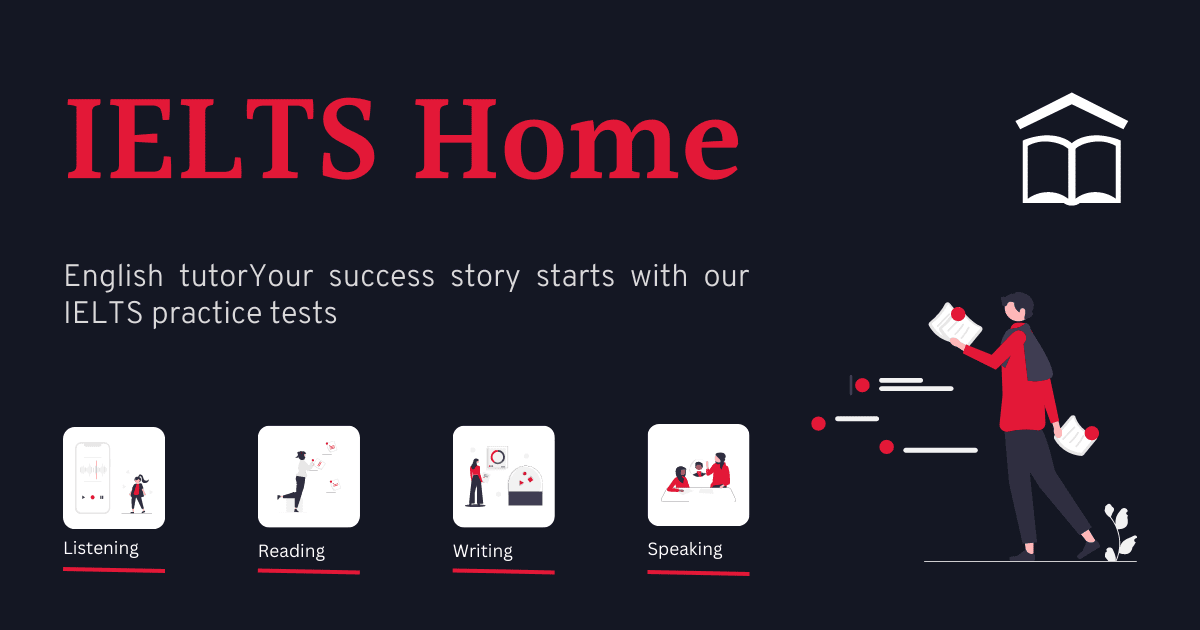 IELTS Home
English tutorYour success story starts with our
IELTS practice tests
Listening
Reading
Writing
Speaking